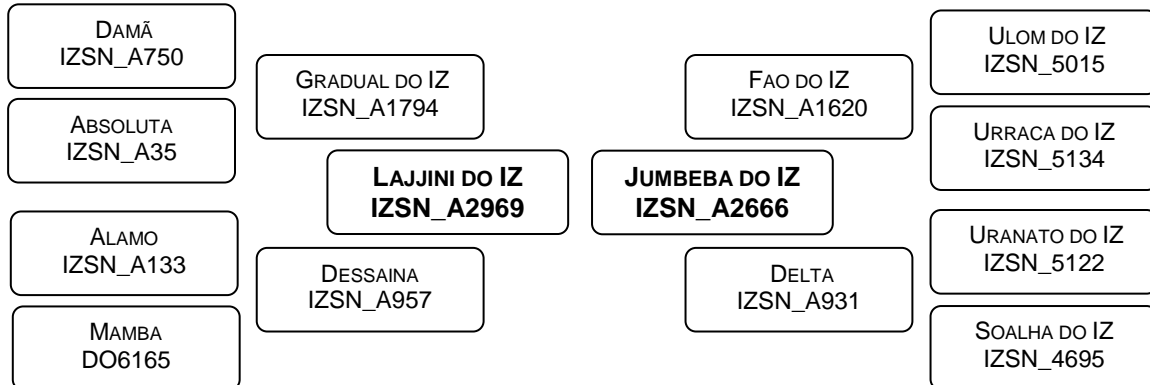 DAMÃ
IZSN_A750
ABSOLUTA
IZSN_A35
ALAMO
IZSN_A133
MAMBA
DO6165
GRADUAL DO IZ
IZSN_A1794
DESSAINA
IZSN_A957
LAJJINI DO IZ
IZSN_A2969
JUMBEBA DO IZ
IZSN_A2666
FAO DO IZ
IZSN_A1620
DELTA
IZSN_A931
ULOM DO IZ
IZSN_5015
URRACA DO IZ
IZSN_5134
URANATO DO IZ
IZSN_5122
SOALHA DO IZ
IZSN_4695